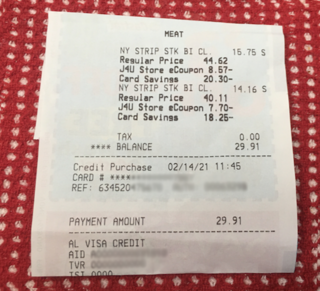 MEAT
NY STRIP STK BI CL. 15.75 S
Regular Price 44.62
J4U Store eCoupon 8.57-
Card Savings 20.30-
NY STRIP STK BI CL. 14.16 S
Regular Price 40.11
J4U Store eCoupon 7.70-
Card Savings 18.25-
TAX 0.00
**** BALANCE 29.91
Credit Purchase 02/14/21 11:45
CARD # ****
REF: 634520
PAYMENT AMOUNT 29.91
AL VISA CREDIT
AID
TVR
TSI 0000